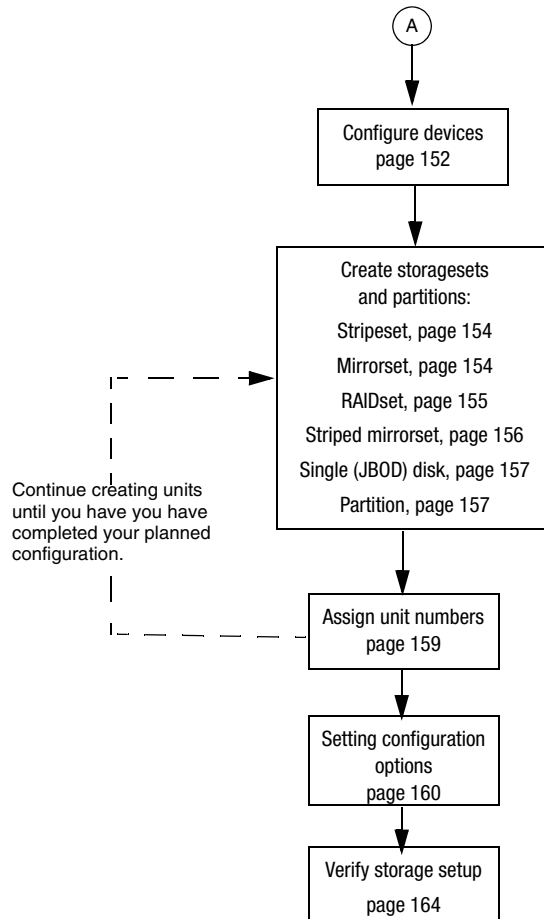 A
Configure devices
page 152
Create storagesets
and partitions:
Stripeset, page 154
Mirrorset, page 154
RAIDset, page 155
Striped mirrorset, page 156
Single (JBOD) disk, page 157
Partition, page 157
Continue creating units
until you have you have
completed your planned
configuration.
Assign unit numbers
page 159
Setting configuration
options
page 160
Verify storage setup
page 164